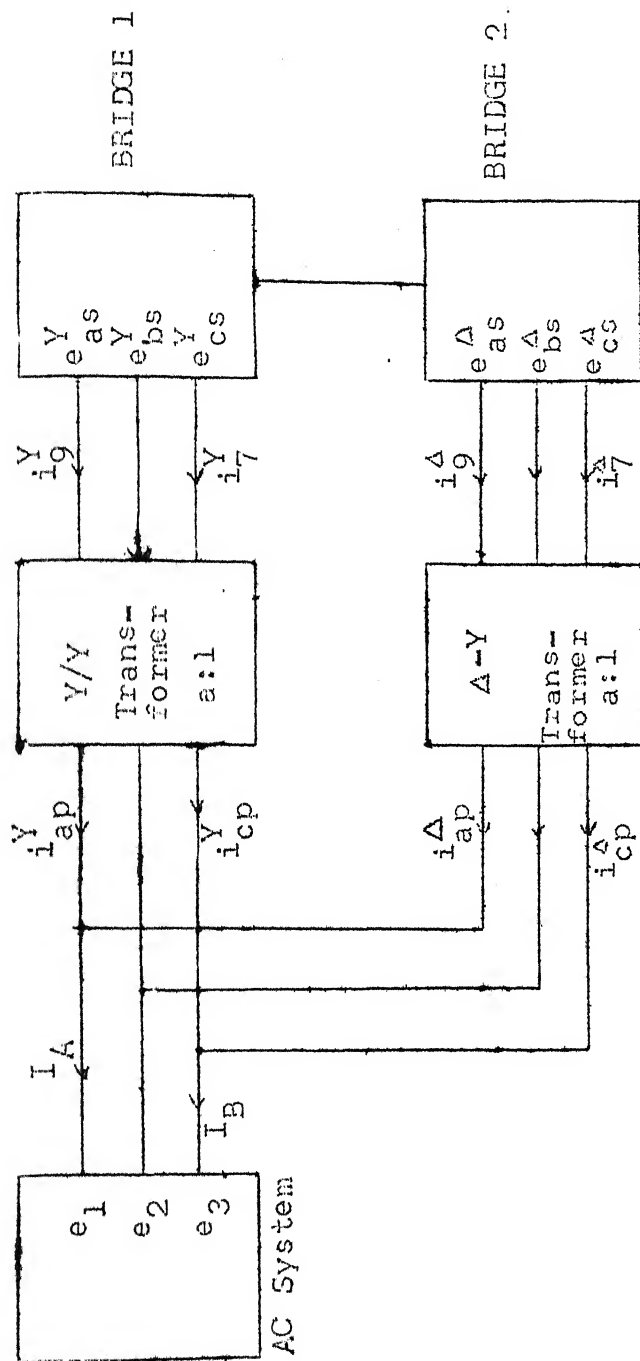 BRIDGE 1
BRIDGE 2.
e^Y_as
e^Y_bs
e^Y_cs
e^Δ_as
e^Δ_bs
e^Δ_cs
i^Y_9
i^Y_7
i^Δ_9
i^Δ_7
Y/Y
Trans-
former
a:1
Δ-Y
Trans-
former
a:1
i^Y_ap
i^Y_cp
i^Δ_ap
i^Δ_cp
I_A
I_B
e_1
e_2
e_3
AC System